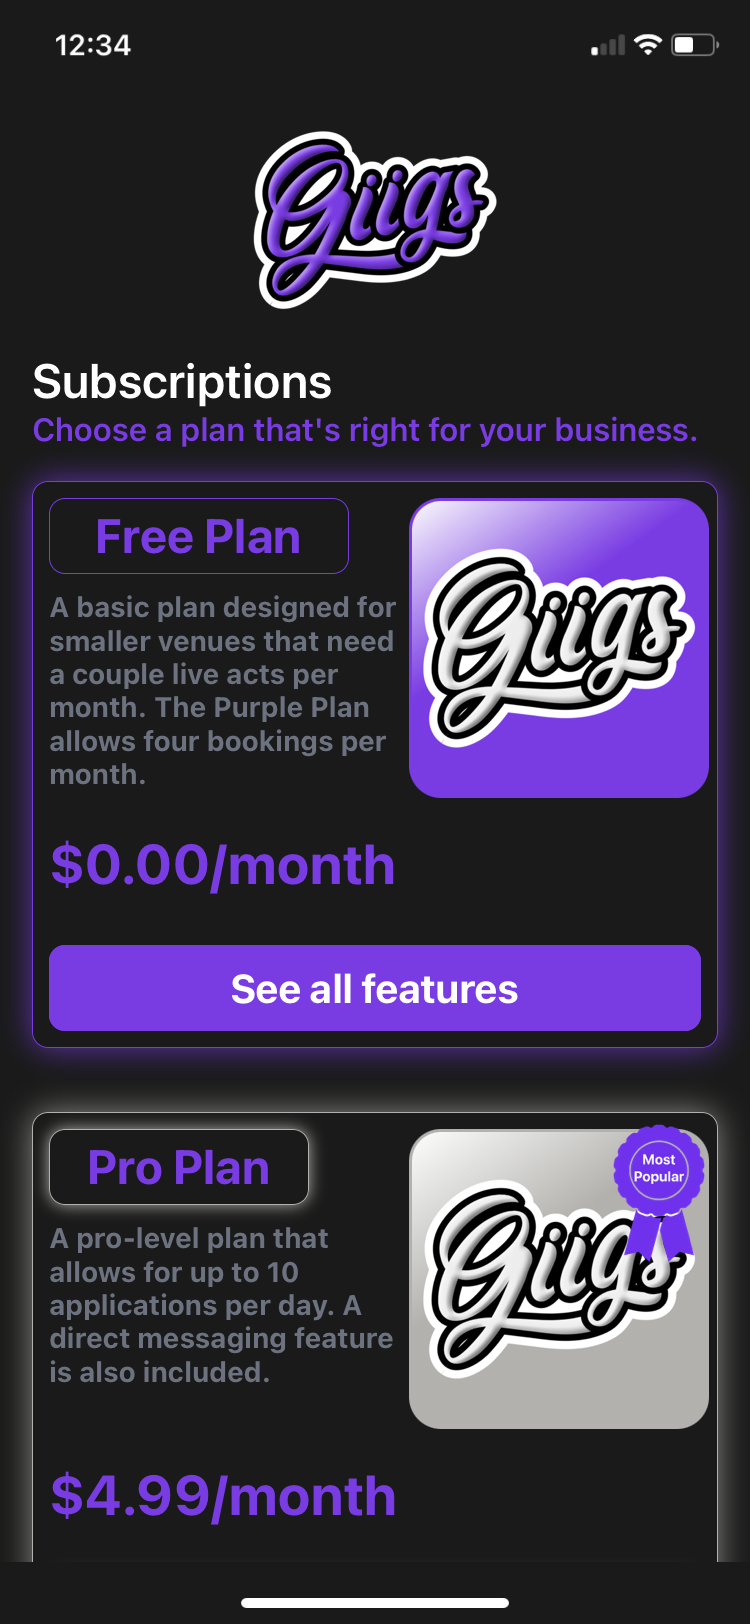 12:34
Giigs
Subscriptions
Choose a plan that's right for your business.
Free Plan
A basic plan designed for
smaller venues that need
a couple live acts per
month. The Purple Plan
allows four bookings per
month.
Giigs
$0.00/month
See all features
Pro Plan
A pro-level plan that
allows for up to 10
applications per day. A
direct messaging feature
is also included.
Most
Popular
Giigs
$4.99/month